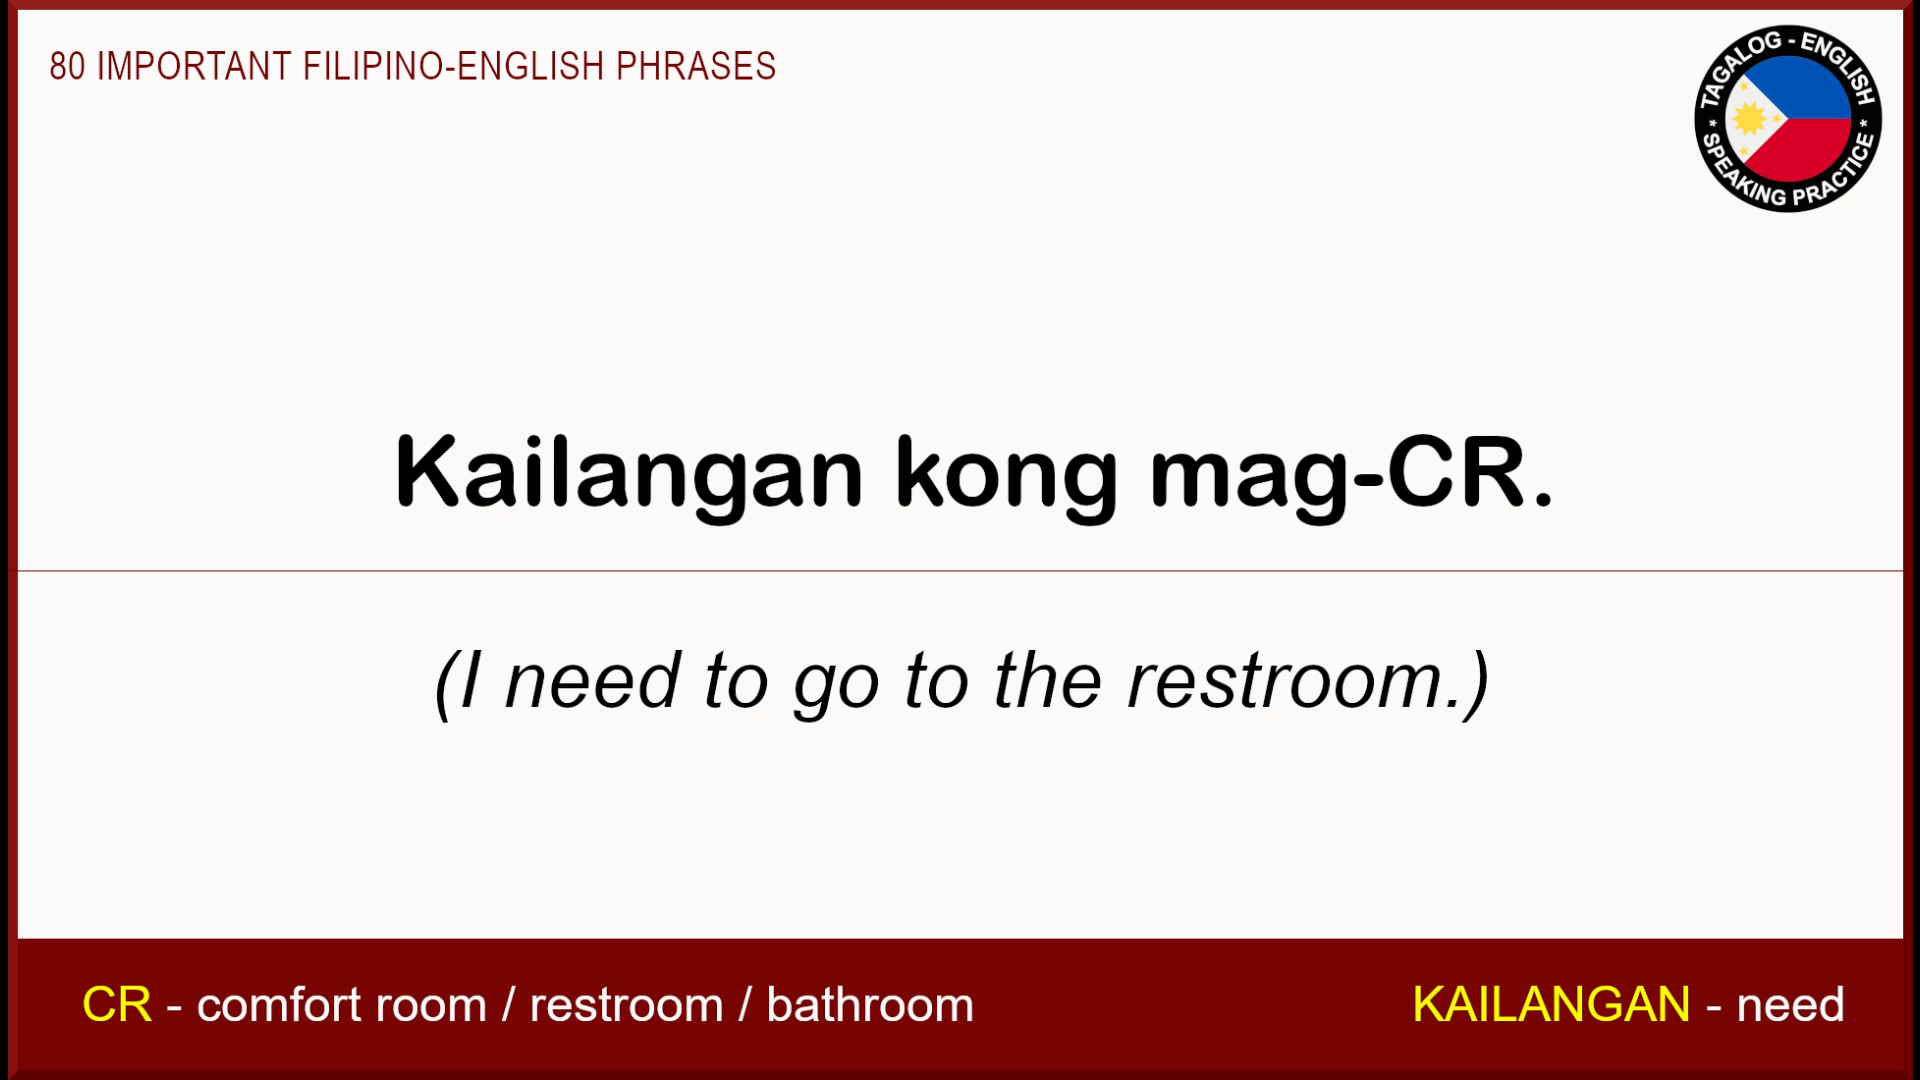 80 IMPORTANT FILIPINO-ENGLISH PHRASES
TAGALOG - ENGLISH
* SPEAKING PRACTICE *
Kailangan kong mag-CR.
(I need to go to the restroom.)
CR - comfort room / restroom / bathroom
KAILANGAN - need